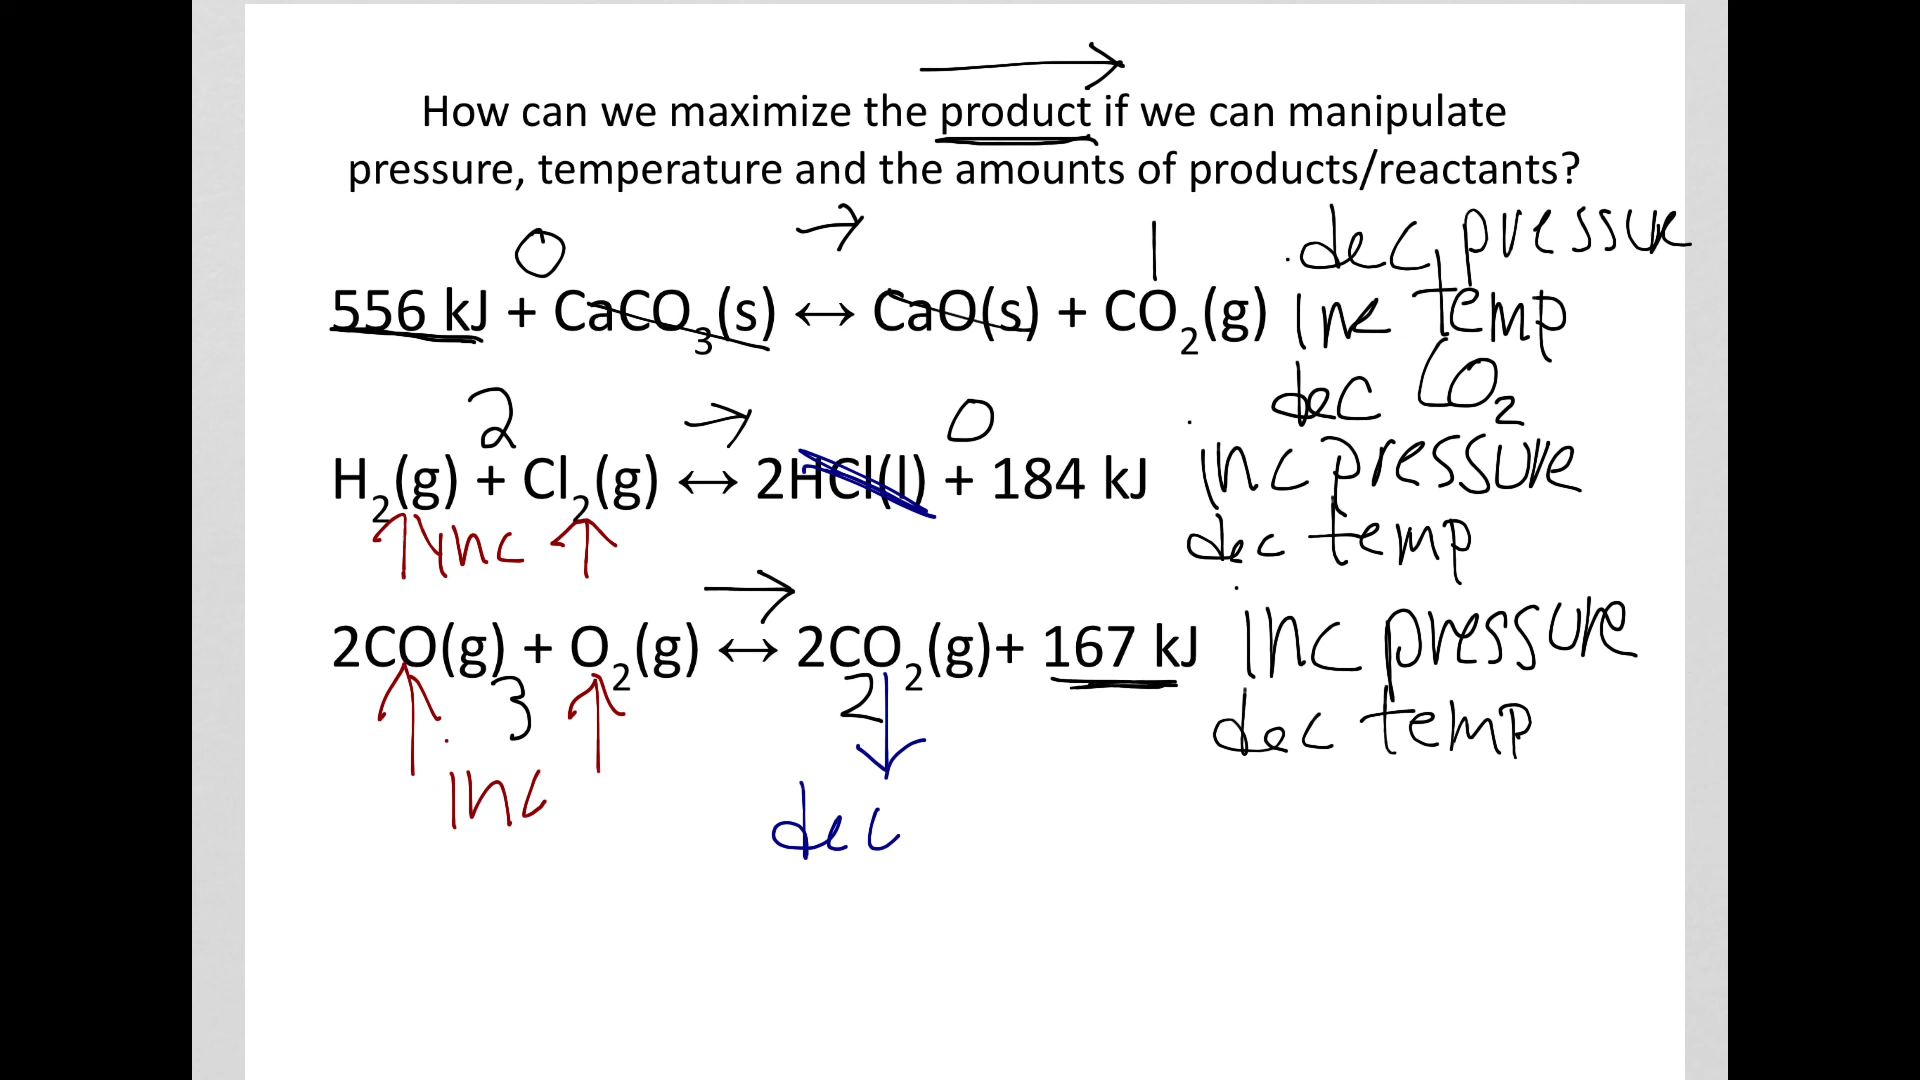 How can we maximize the product if we can manipulate
pressure, temperature and the amounts of products/reactants?
0 → 1 dec pressure
556 kJ + CaCO₃(s) ↔ CaO(s) + CO₂(g) inc temp
dec CO₂
2 → 0
H₂(g) + Cl₂(g) ↔ 2HCl(l) + 184 kJ inc pressure
inc dec temp
→
2CO(g) + O₂(g) ↔ 2CO₂(g)+ 167 kJ inc pressure
3 2 dec temp
inc dec